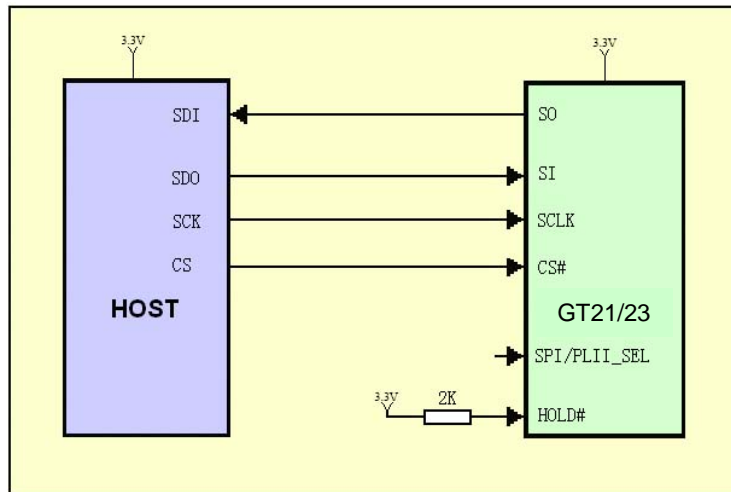 3.3V
3.3V
SDI
SO
SDO
SI
SCK
SCLK
CS
CS#
HOST
GT21/23
SPI/PLII_SEL
3.3V
2K
HOLD#